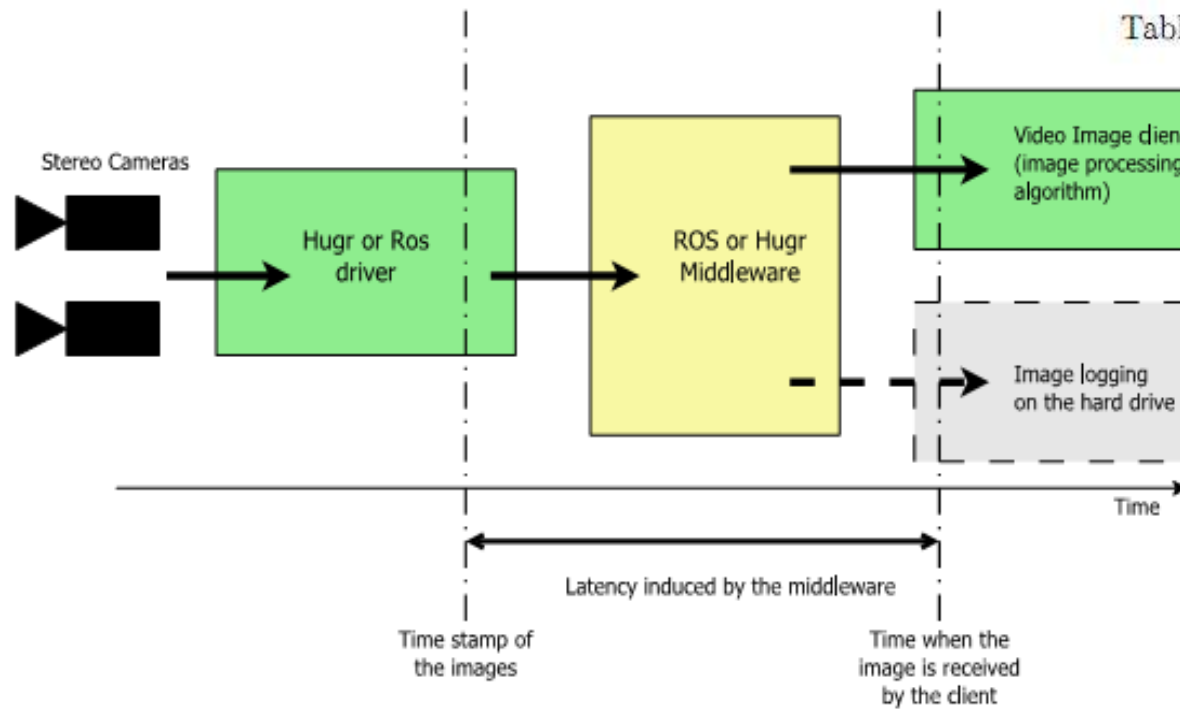 Tabl
Stereo Cameras
Hugr or Ros
driver
ROS or Hugr
Middleware
Video Image clien
(image processing
algorithm)
Image logging
on the hard drive
Time
Latency induced by the middleware
Time stamp of
the images
Time when the
image is received
by the client